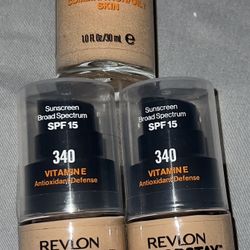 SKIN
1.0 fl oz/30 mL ℮
Sunscreen
Broad Spectrum
SPF 15
340
VITAMIN E
Antioxidant Defense
REVLON
Sunscreen
Broad Spectrum
SPF 15
340
VITAMIN E
Antioxidant Defense
REVLON